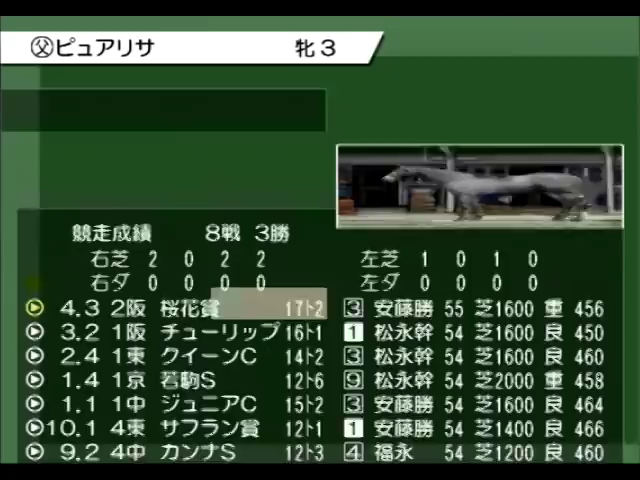 父ピュアリサ 牝3
競走成績 8戦 3勝
右芝 2 0 2 2 左芝 1 0 1 0
右ダ 0 0 0 0 左ダ 0 0 0 0
4.3 2阪 桜花賞 17ト2 3 安藤勝 55 芝1600 重 456
3.2 1阪 チューリップ 16ト1 1 松永幹 54 芝1600 良 450
2.4 1東 クイーンC 14ト2 3 松永幹 54 芝1600 良 460
1.4 1京 若駒S 12ト6 9 松永幹 54 芝2000 重 458
1.1 1中 ジュニアC 15ト2 3 安藤勝 54 芝1600 良 464
10.1 4東 サフラン賞 12ト1 1 安藤勝 54 芝1400 良 466
9.2 4中 カンナS 12ト3 4 福永 54 芝1200 良 460